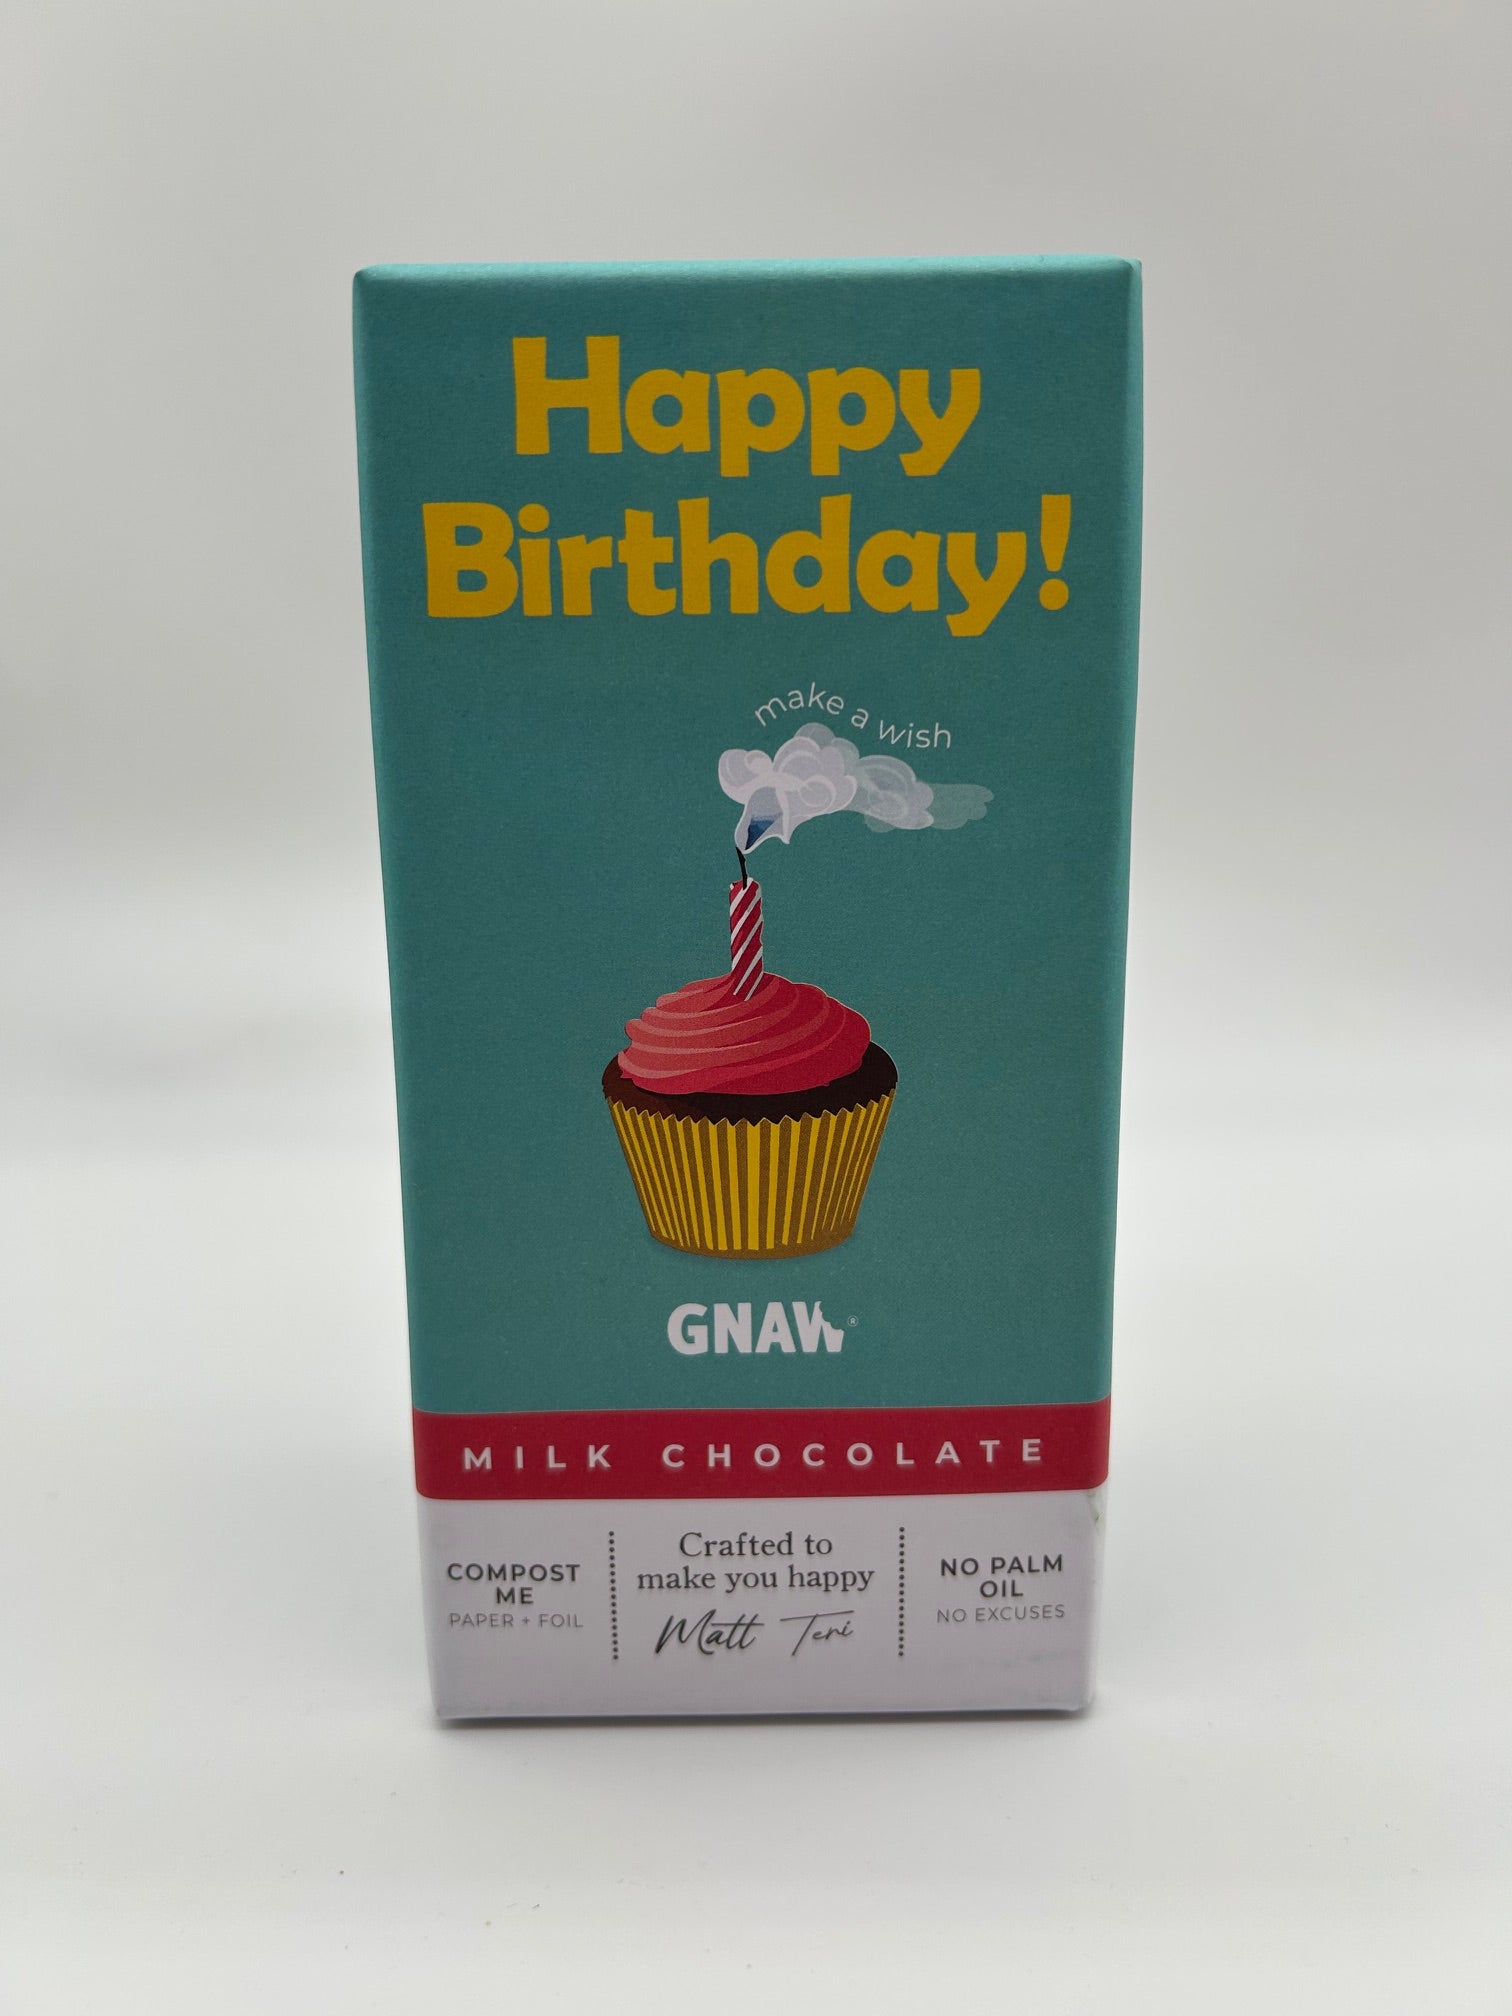 Happy
Birthday!
make a wish
GNAW®
MILK CHOCOLATE
COMPOST
ME
PAPER + FOIL
Crafted to
make you happy
Matt Teri
NO PALM
OIL
NO EXCUSES